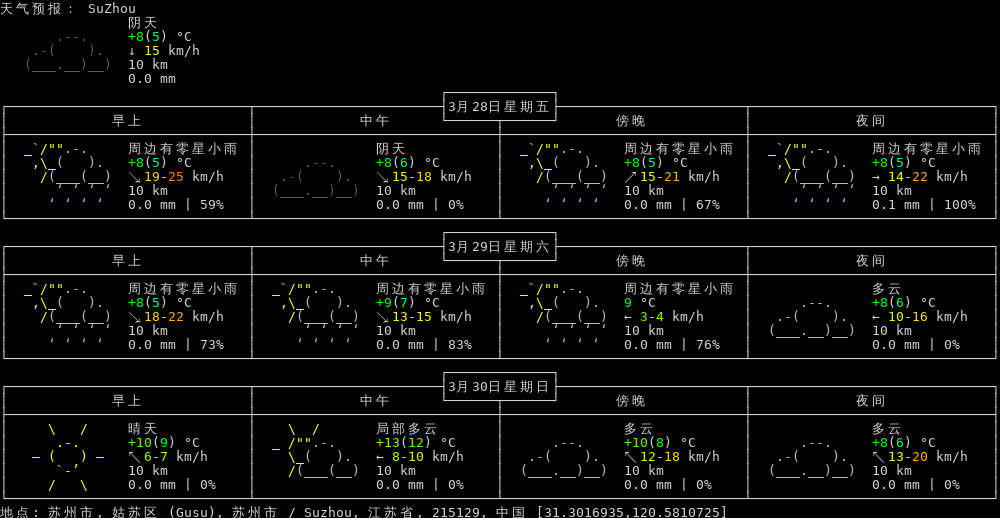 天气预报： SuZhou
阴天
+8(5) °C
↓ 15 km/h
10 km
0.0 mm
3月28日星期五
早上 中午 傍晚 夜间
周边有零星小雨 阴天 周边有零星小雨 周边有零星小雨
+8(5) °C +8(6) °C +8(5) °C +8(5) °C
↘ 19-25 km/h ↘ 15-18 km/h ↗ 15-21 km/h → 14-22 km/h
10 km 10 km 10 km 10 km
0.0 mm | 59% 0.0 mm | 0% 0.0 mm | 67% 0.1 mm | 100%
3月29日星期六
早上 中午 傍晚 夜间
周边有零星小雨 周边有零星小雨 周边有零星小雨 多云
+8(5) °C +9(7) °C 9 °C +8(6) °C
↘ 18-22 km/h ↘ 13-15 km/h ← 3-4 km/h ← 10-16 km/h
10 km 10 km 10 km 10 km
0.0 mm | 73% 0.0 mm | 83% 0.0 mm | 76% 0.0 mm | 0%
3月30日星期日
早上 中午 傍晚 夜间
晴天 局部多云 多云 多云
+10(9) °C +13(12) °C +10(8) °C +8(6) °C
↖ 6-7 km/h ← 8-10 km/h ↖ 12-18 km/h ↖ 13-20 km/h
10 km 10 km 10 km 10 km
0.0 mm | 0% 0.0 mm | 0% 0.0 mm | 0% 0.0 mm | 0%
地点: 苏州市, 姑苏区 (Gusu), 苏州市 / Suzhou, 江苏省, 215129, 中国 [31.3016935,120.5810725]